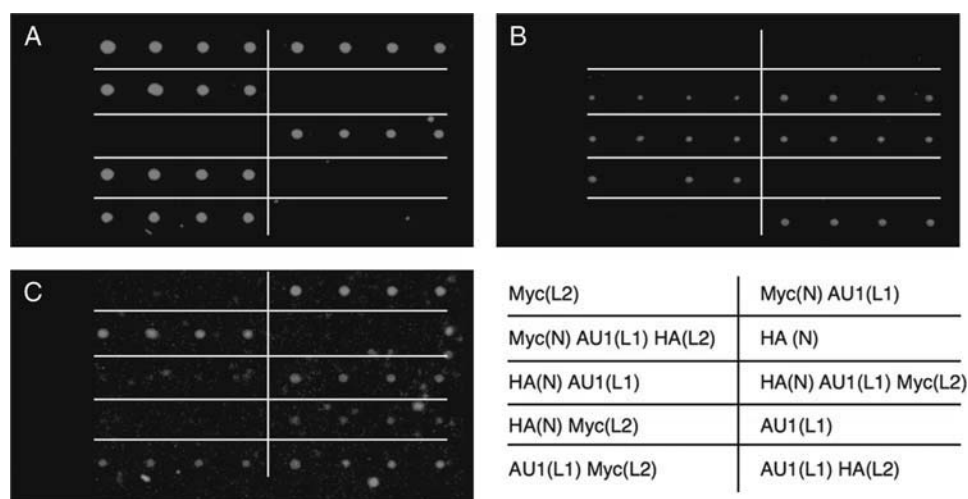 A
B
C
Myc(L2) Myc(N) AU1(L1)
Myc(N) AU1(L1) HA(L2) HA (N)
HA(N) AU1(L1) HA(N) AU1(L1) Myc(L2)
HA(N) Myc(L2) AU1(L1)
AU1(L1) Myc(L2) AU1(L1) HA(L2)